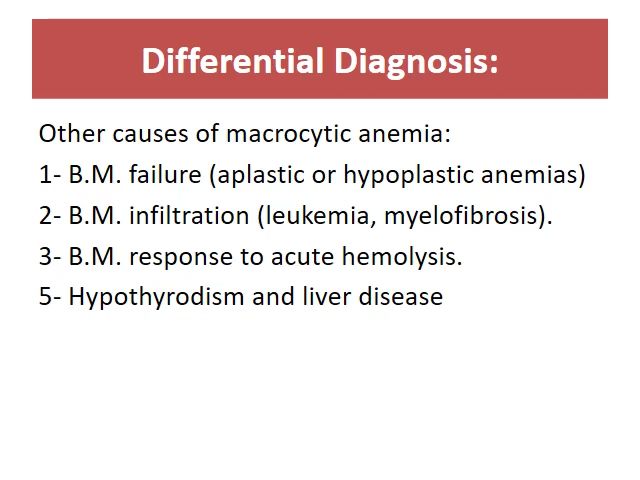 Differential Diagnosis:
Other causes of macrocytic anemia:
1- B.M. failure (aplastic or hypoplastic anemias)
2- B.M. infiltration (leukemia, myelofibrosis).
3- B.M. response to acute hemolysis.
5- Hypothyrodism and liver disease